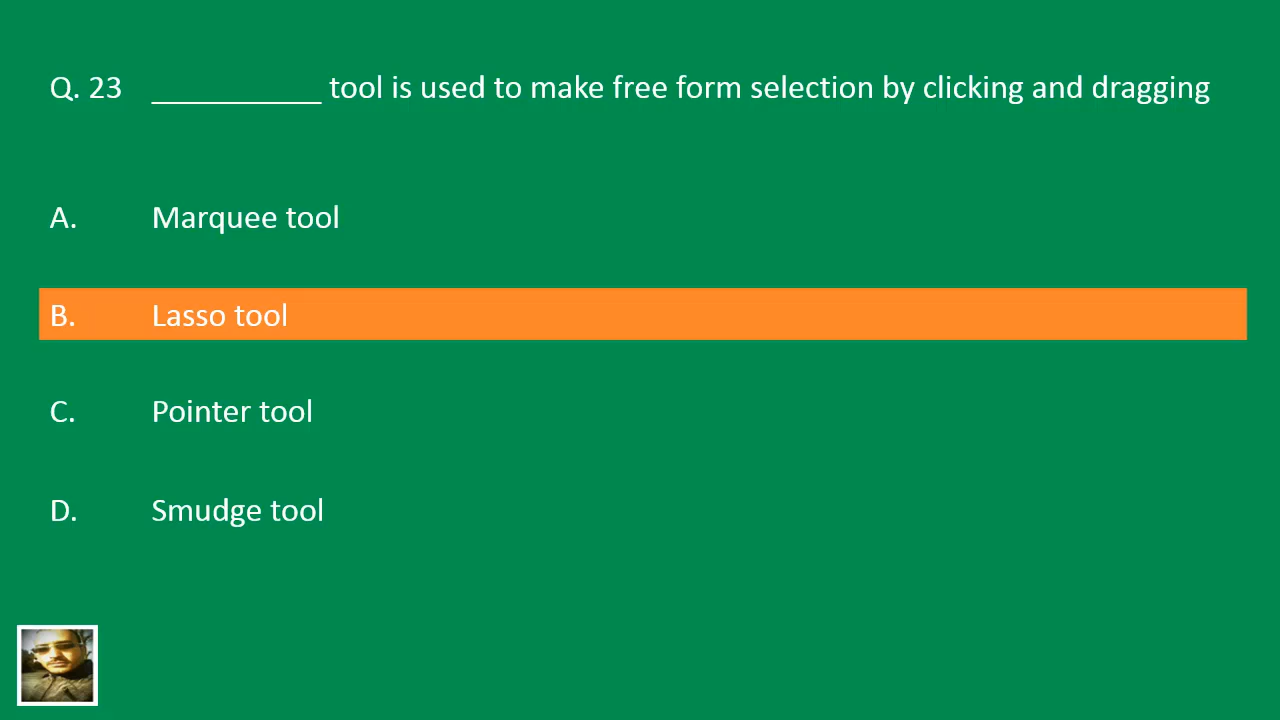 Q. 23 ___________ tool is used to make free form selection by clicking and dragging
A. Marquee tool
B. Lasso tool
C. Pointer tool
D. Smudge tool